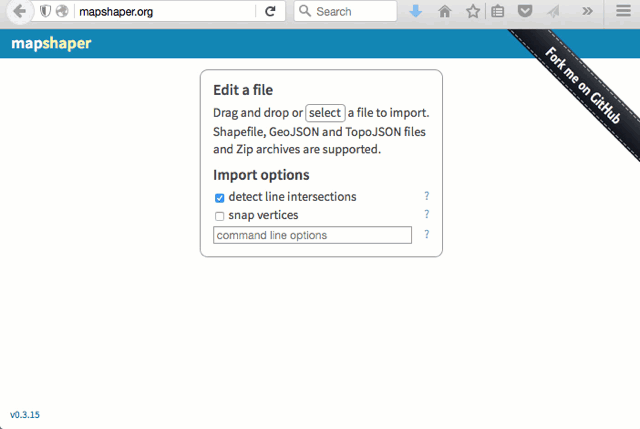 mapshaper.org
Search
mapshaper
Fork me on GitHub
Edit a file
Drag and drop or select a file to import.
Shapefile, GeoJSON and TopoJSON files
and Zip archives are supported.
Import options
detect line intersections ?
snap vertices ?
command line options ?
v0.3.15